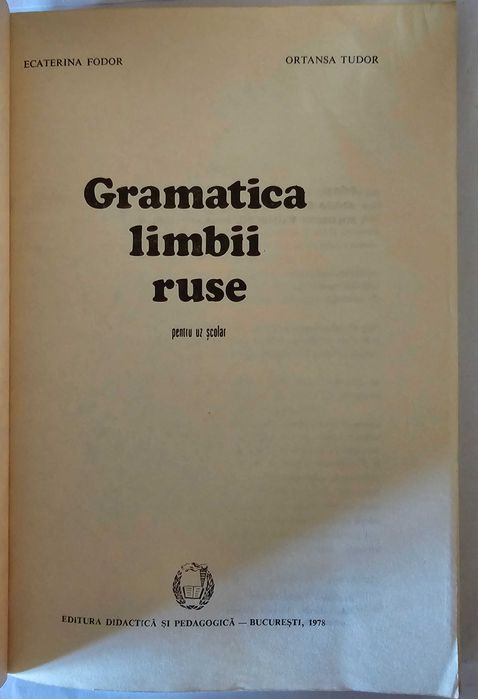 ECATERINA FODOR ORTANSA TUDOR
Gramatica
limbii
ruse
pentru uz școlar
EDITURA DIDACTICĂ ȘI PEDAGOGICĂ — BUCUREȘTI, 1978